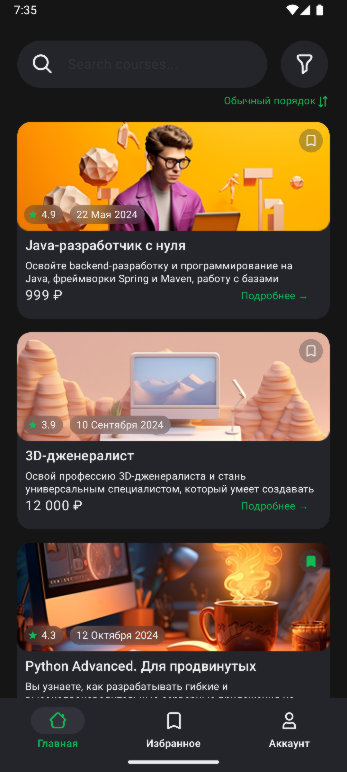 7:35
Search courses...
Обычный порядок
4.9
22 Мая 2024
Java-разработчик с нуля
Освойте backend-разработку и программирование на
Java, фреймворки Spring и Maven, работу с базами
999 ₽
Подробнее →
3.9
10 Сентября 2024
3D-дженералист
Освой профессию 3D-дженералиста и стань
универсальным специалистом, который умеет создавать
12 000 ₽
Подробнее →
4.3
12 Октября 2024
Python Advanced. Для продвинутых
Вы узнаете, как разрабатывать гибкие и
Главная
Избранное
Аккаунт